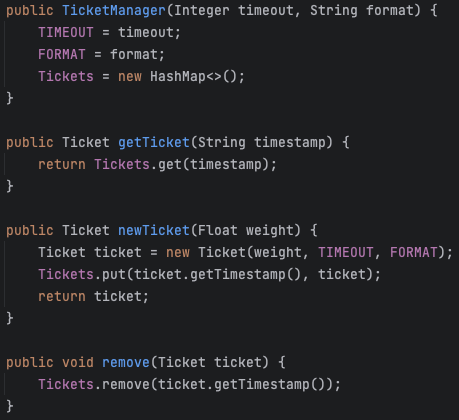 public TicketManager(Integer timeout, String format) {
    TIMEOUT = timeout;
    FORMAT = format;
    Tickets = new HashMap<>();
}

public Ticket getTicket(String timestamp) {
    return Tickets.get(timestamp);
}

public Ticket newTicket(Float weight) {
    Ticket ticket = new Ticket(weight, TIMEOUT, FORMAT);
    Tickets.put(ticket.getTimestamp(), ticket);
    return ticket;
}

public void remove(Ticket ticket) {
    Tickets.remove(ticket.getTimestamp());
}